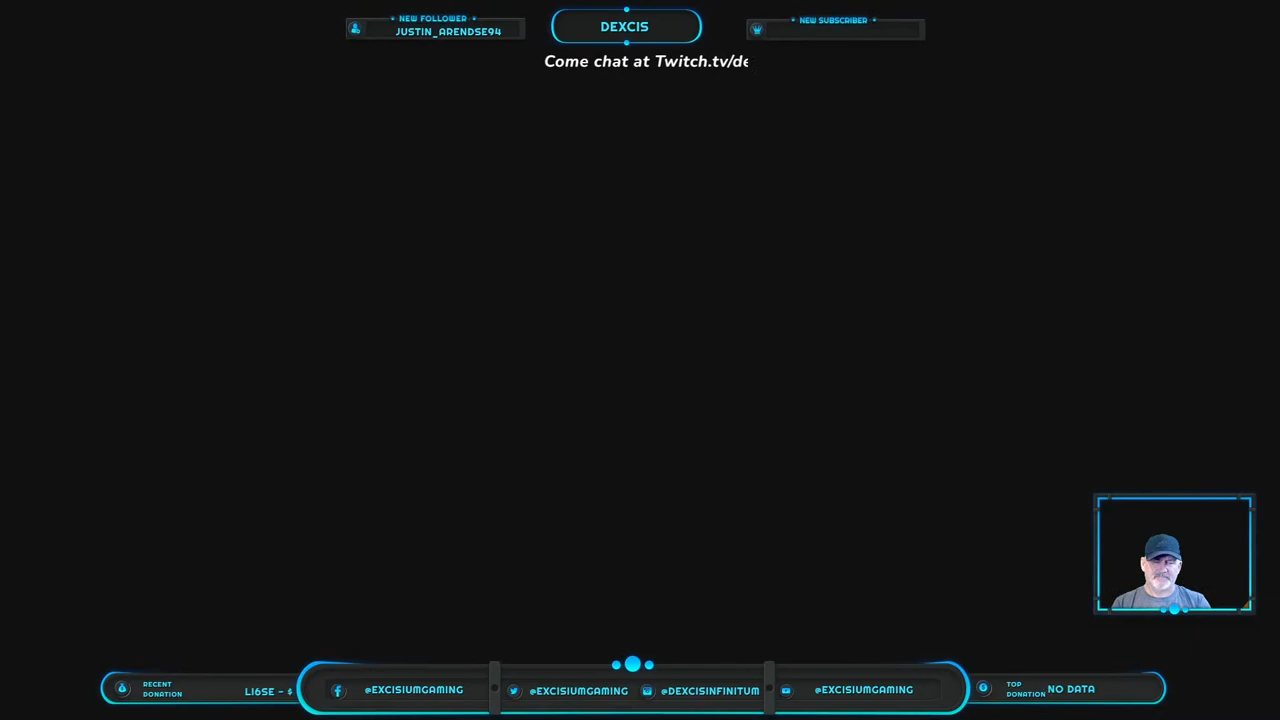 NEW FOLLOWER
JUSTIN_ARENDSE94
DEXCIS
NEW SUBSCRIBER
Come chat at Twitch.tv/de
RECENT
DONATION
LI6SE - $
@EXCISIUMGAMING
@EXCISIUMGAMING
@DEXCISINFINITUM
@EXCISIUMGAMING
TOP
DONATION
NO DATA